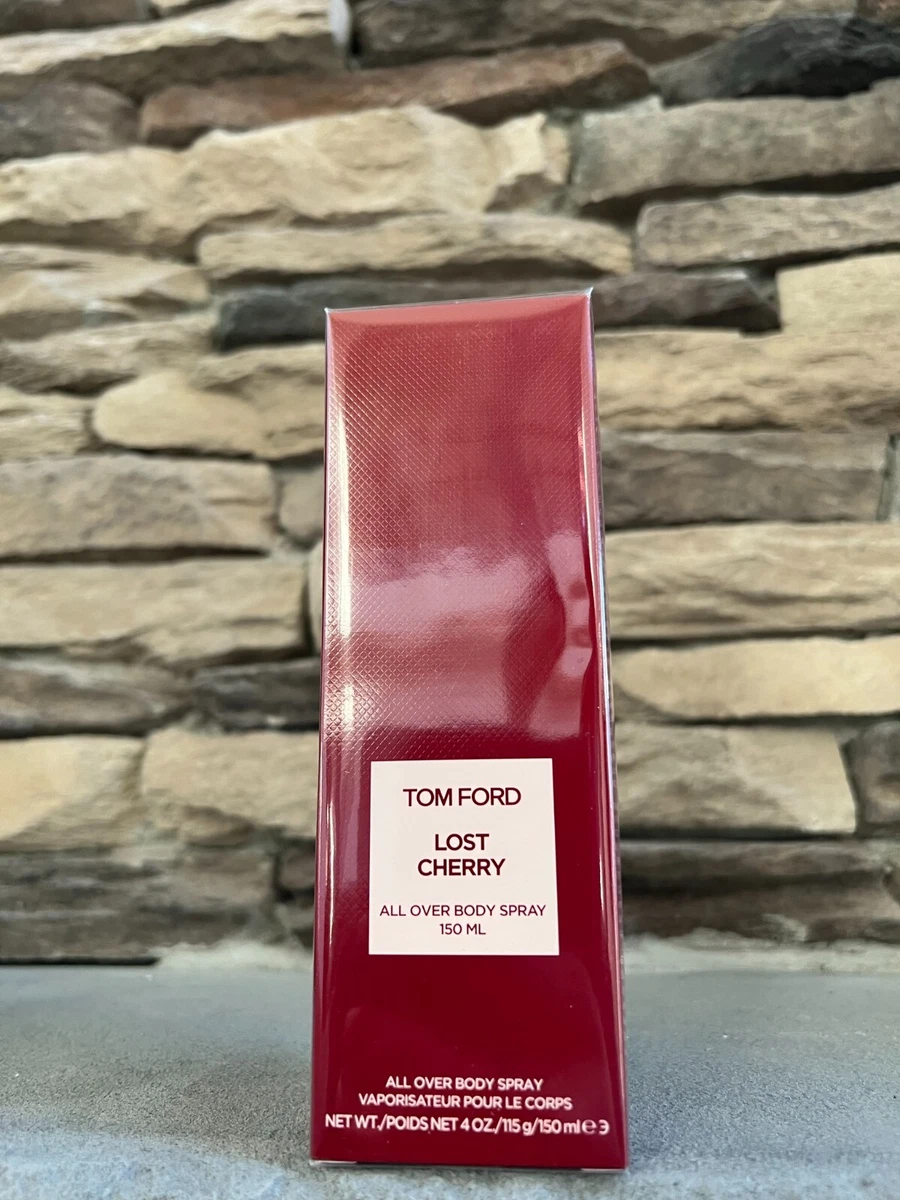 TOM FORD
LOST
CHERRY
ALL OVER BODY SPRAY
150 ML
ALL OVER BODY SPRAY
VAPORISATEUR POUR LE CORPS
NET WT./POIDS NET 4 OZ./115 g/150 ml ℮ ϶